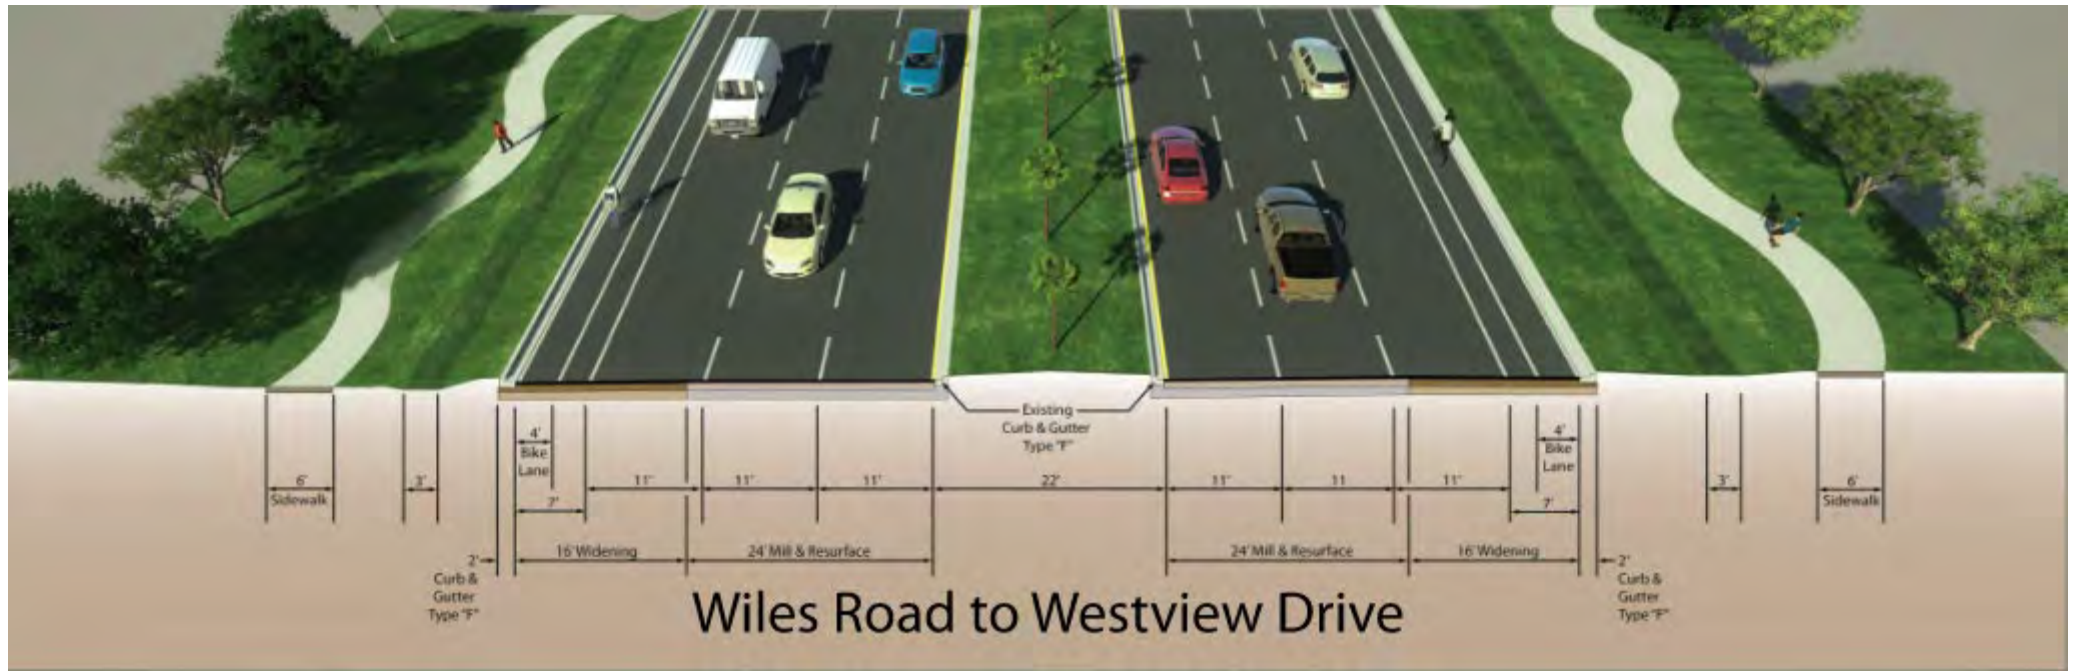 Existing
Curb & Gutter
Type "F"
4'
Bike
Lane
4'
Bike
Lane
6'
Sidewalk
3'
11'
11'
11'
22'
11'
11
11'
3'
6'
Sidewalk
7'
7'
16' Widening
24' Mill & Resurface
24' Mill & Resurface
16' Widening
2'
Curb &
Gutter
Type "F"
2'
Curb &
Gutter
Type "F"
Wiles Road to Westview Drive